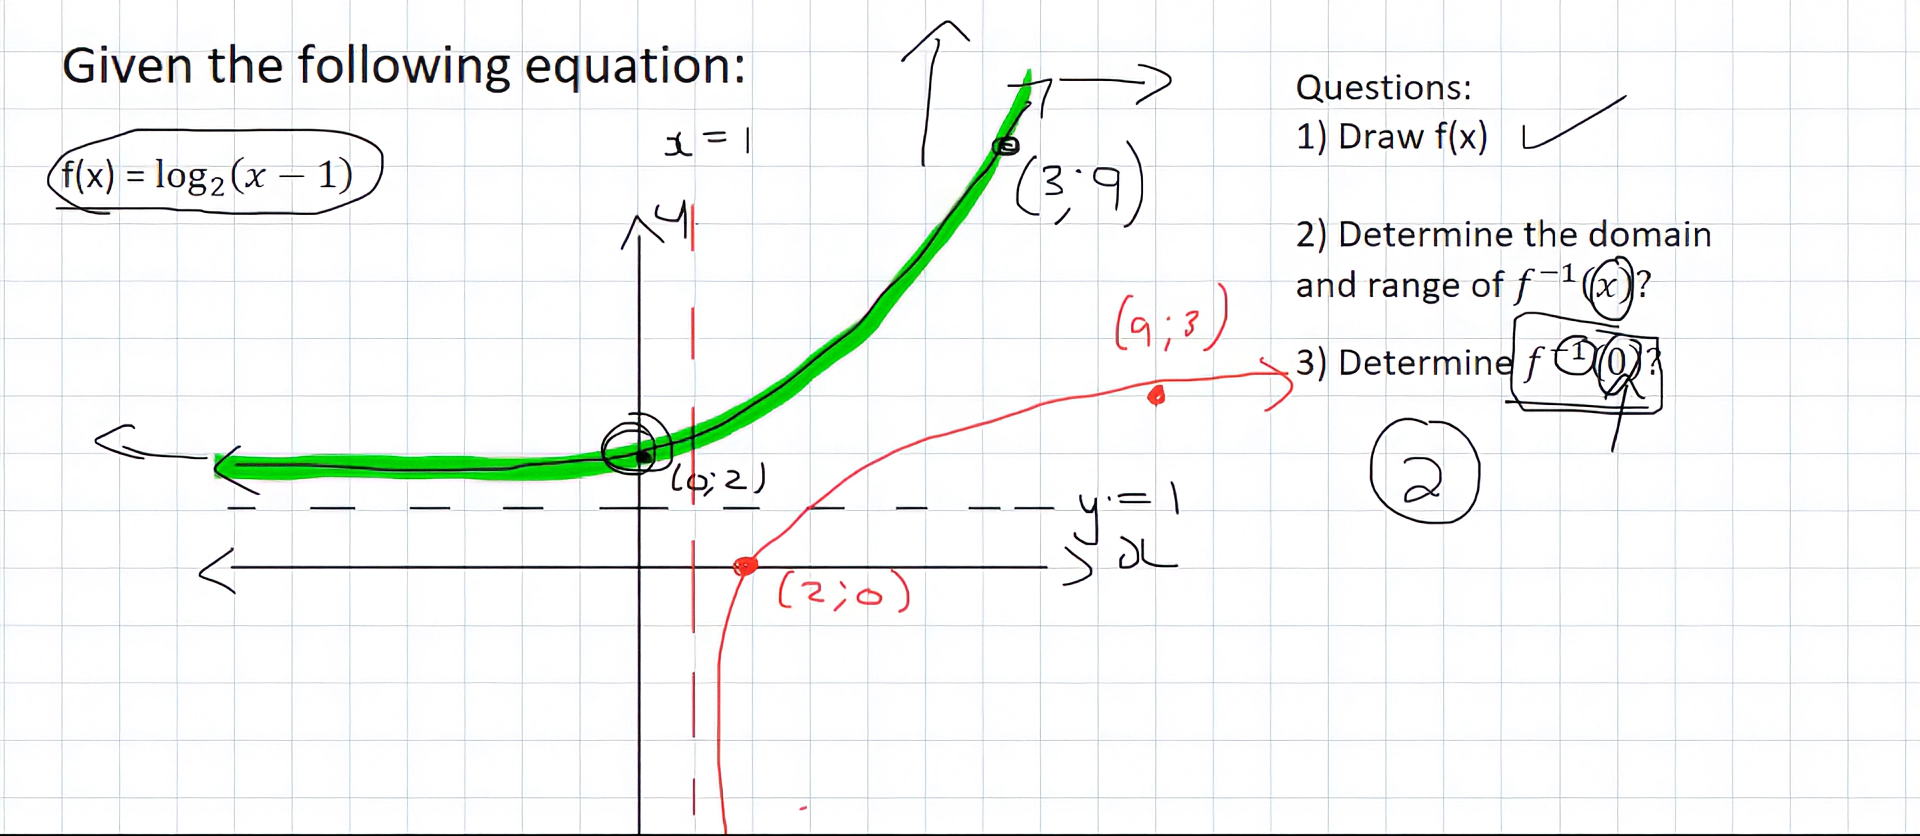 Given the following equation:
f(x) = log₂(x − 1)
x = 1
y
(3;9)
(0;2)
y = 1
x
(9;3)
(2;0)
Questions:
1) Draw f(x)
2) Determine the domain
and range of f⁻¹(x)?
3) Determine f⁻¹(0)?
2